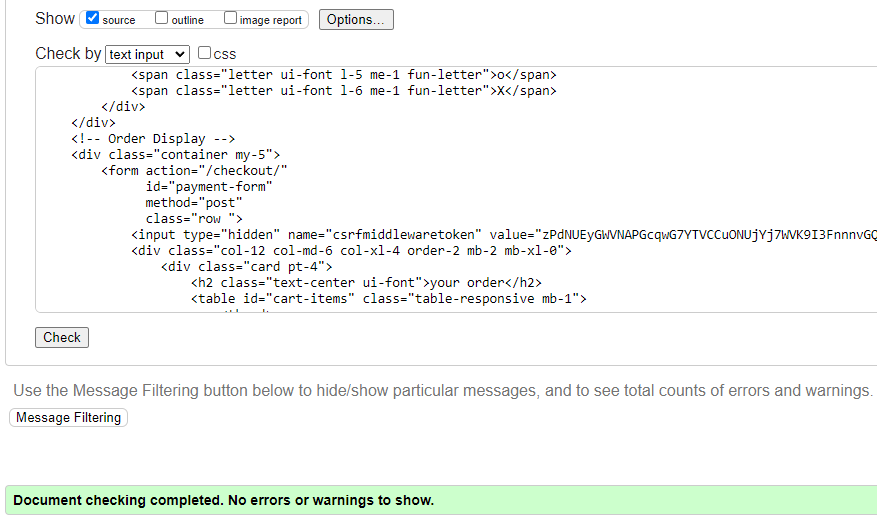 Show source outline image report Options...
Check by text input css
<span class="letter ui-font l-5 me-1 fun-letter">o</span>
<span class="letter ui-font l-6 me-1 fun-letter">X</span>
</div>
</div>
<!-- Order Display -->
<div class="container my-5">
<form action="/checkout/"
id="payment-form"
method="post"
class="row ">
<input type="hidden" name="csrfmiddlewaretoken" value="zPdNUEyGWVNAPGcqwG7YTVCCuONUjYj7WVK9I3FnnnvGQ
<div class="col-12 col-md-6 col-xl-4 order-2 mb-2 mb-xl-0">
<div class="card pt-4">
<h2 class="text-center ui-font">your order</h2>
<table id="cart-items" class="table-responsive mb-1">
Check
Use the Message Filtering button below to hide/show particular messages, and to see total counts of errors and warnings.
Message Filtering
Document checking completed. No errors or warnings to show.